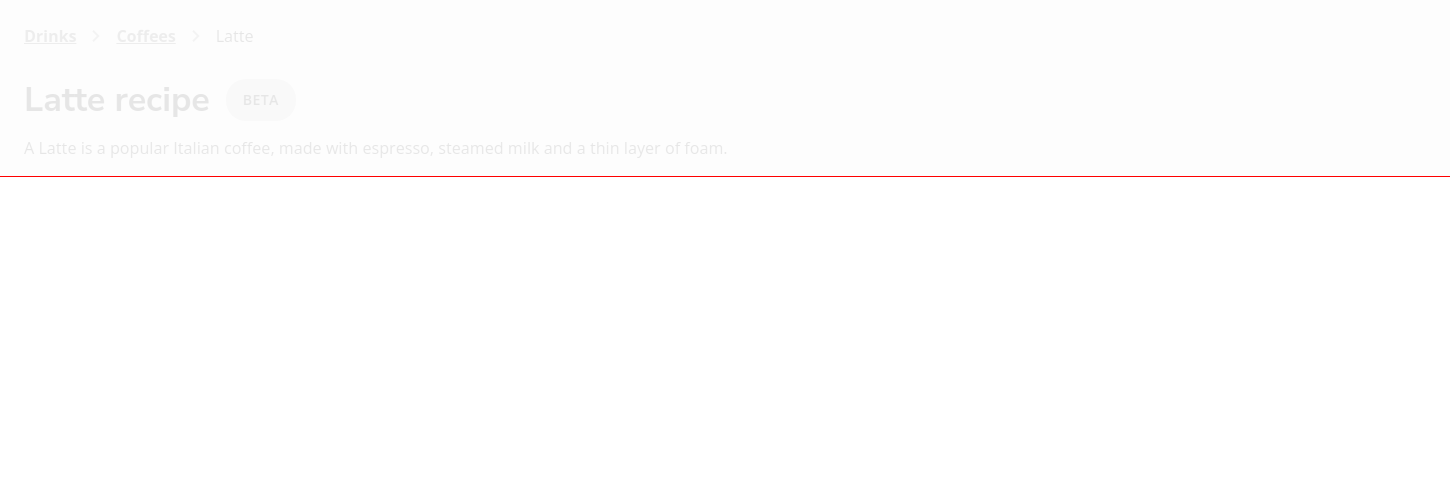 Drinks > Coffees > Latte
Latte recipe BETA
A Latte is a popular Italian coffee, made with espresso, steamed milk and a thin layer of foam.